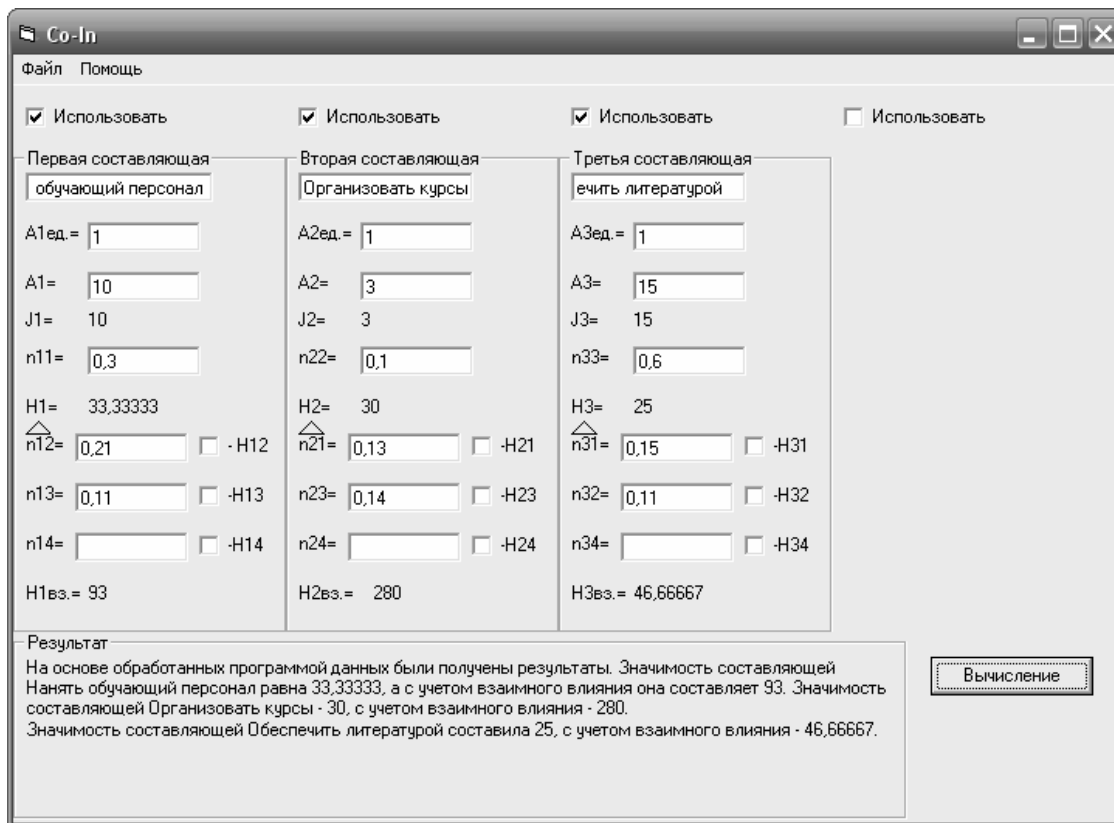 Co-In
Файл Помощь
Использовать Использовать Использовать Использовать
Первая составляющая Вторая составляющая Третья составляющая
обучающий персонал Организовать курсы ечить литературой
A1ед.= 1 A2ед.= 1 A3ед.= 1
A1= 10 A2= 3 A3= 15
J1= 10 J2= 3 J3= 15
n11= 0,3 n22= 0,1 n33= 0,6
H1= 33,33333 H2= 30 H3= 25
n12= 0,21 - H12 n21= 0,13 -H21 n31= 0,15 -H31
n13= 0,11 -H13 n23= 0,14 -H23 n32= 0,11 -H32
n14= -H14 n24= -H24 n34= -H34
H1вз.= 93 H2вз.= 280 H3вз.= 46,66667
Результат
На основе обработанных программой данных были получены результаты. Значимость составляющей
Нанять обучающий персонал равна 33,33333, а с учетом взаимного влияния она составляет 93. Значимость
составляющей Организовать курсы - 30, с учетом взаимного влияния - 280.
Значимость составляющей Обеспечить литературой составила 25, с учетом взаимного влияния - 46,66667.
Вычисление